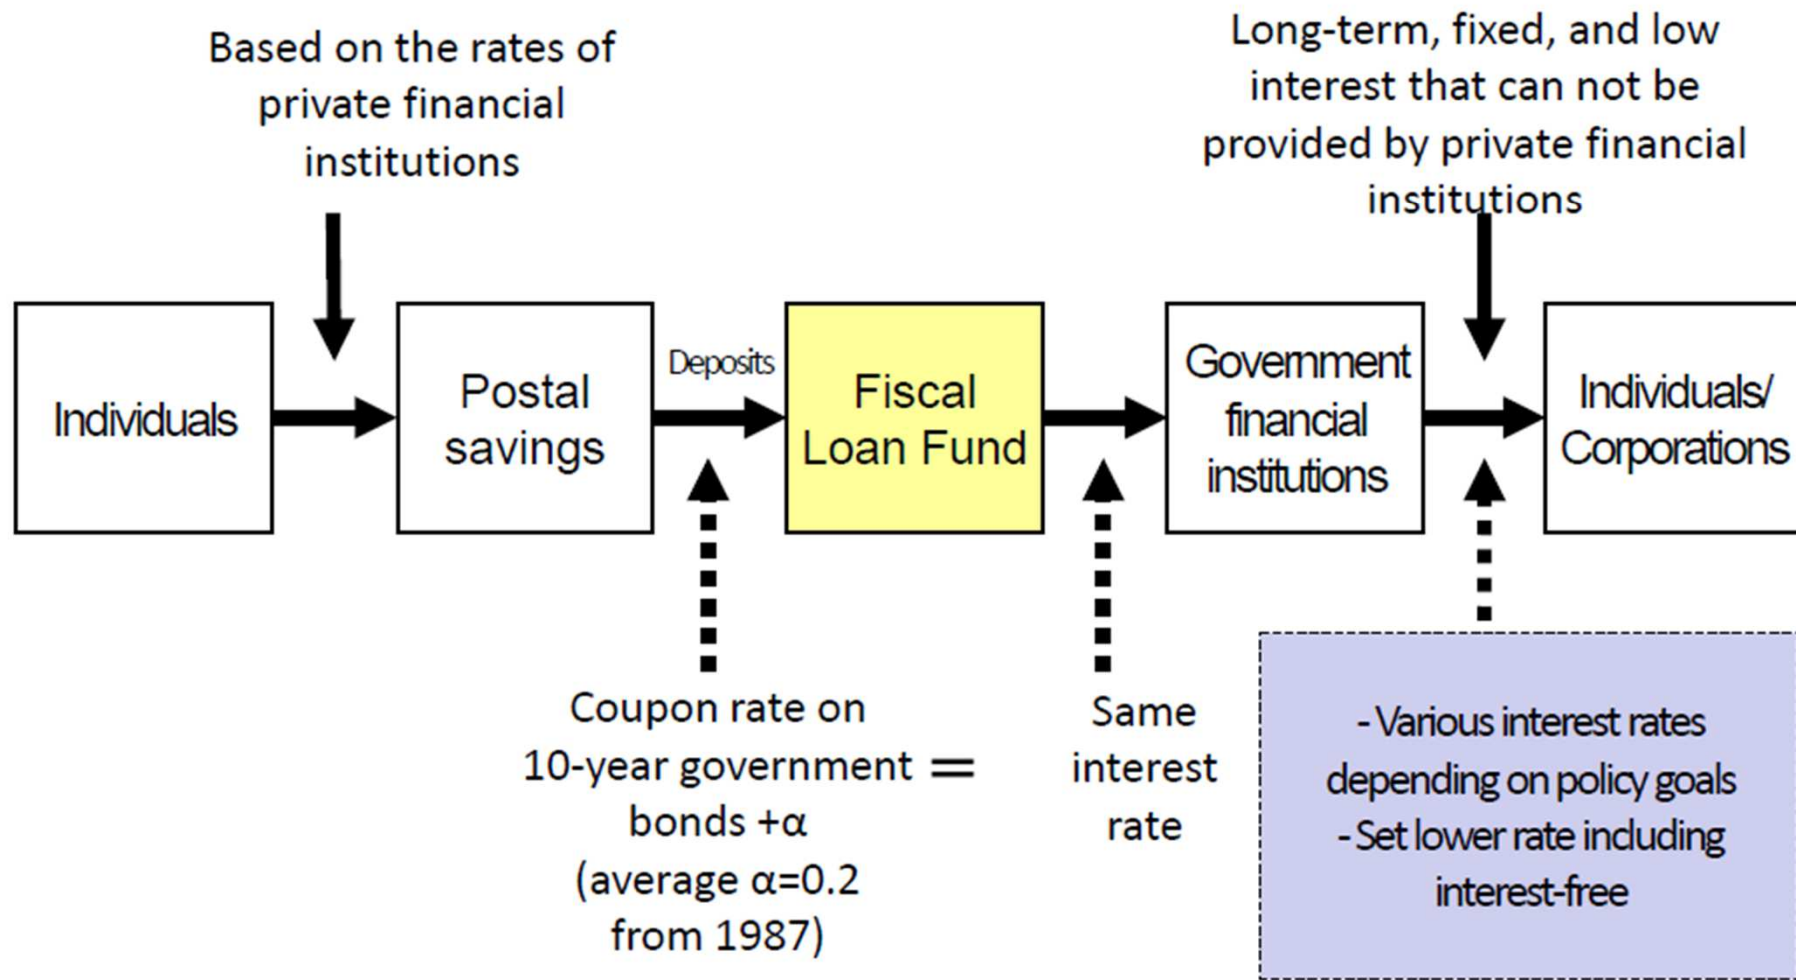 Based on the rates of
private financial
institutions
Long-term, fixed, and low
interest that can not be
provided by private financial
institutions
Individuals
Postal
savings
Deposits
Fiscal
Loan Fund
Government
financial
institutions
Individuals/
Corporations
Coupon rate on
10-year government
bonds +α
(average α=0.2
from 1987)
=
Same
interest
rate
- Various interest rates
depending on policy goals
- Set lower rate including
interest-free